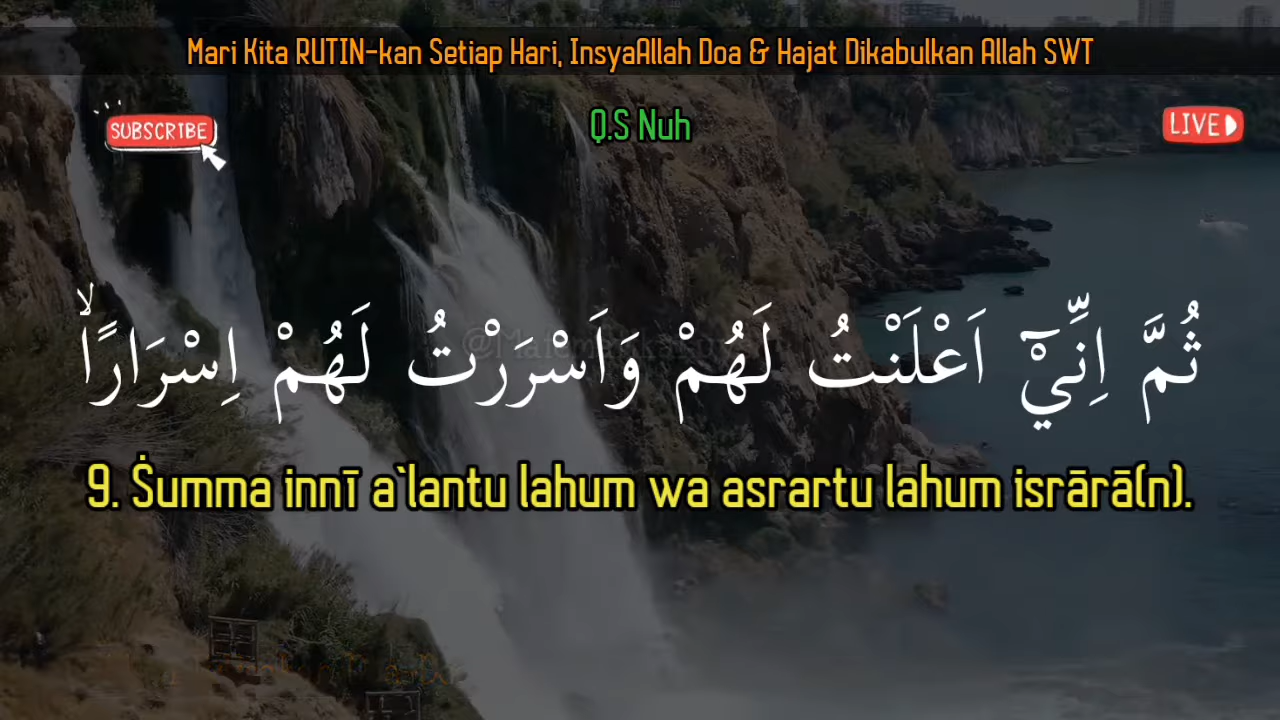 Mari Kita RUTIN-kan Setiap Hari, InsyaAllah Doa & Hajat Dikabulkan Allah SWT
SUBSCRIBE
Q.S Nuh
LIVE
ثُمَّ اِنِّيْٓ اَعْلَنْتُ لَهُمْ وَاَسْرَرْتُ لَهُمْ اِسْرَارًاۙ
9. Ṡumma innī a`lantu lahum wa asrartu lahum isrārā(n).